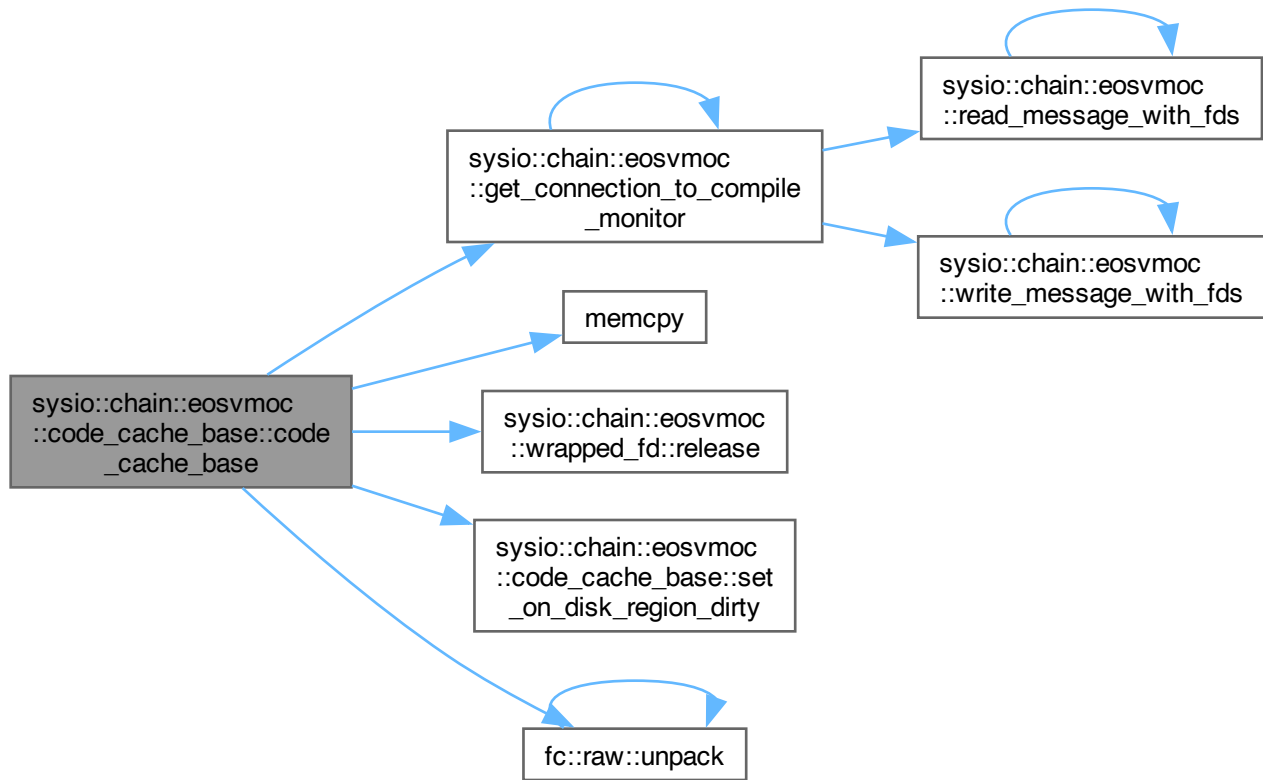 sysio::chain::eosvmoc
::read_message_with_fds
sysio::chain::eosvmoc
::get_connection_to_compile
_monitor
sysio::chain::eosvmoc
::write_message_with_fds
memcpy
sysio::chain::eosvmoc
::code_cache_base::code
_cache_base
sysio::chain::eosvmoc
::wrapped_fd::release
sysio::chain::eosvmoc
::code_cache_base::set
_on_disk_region_dirty
fc::raw::unpack